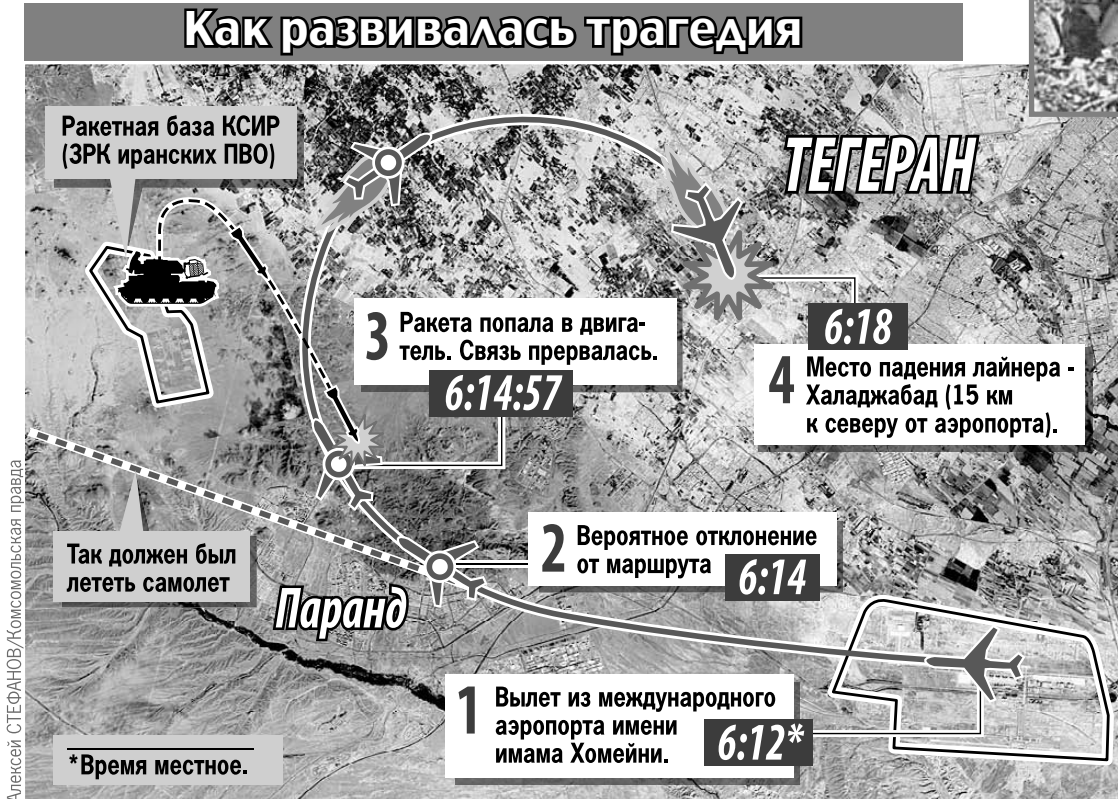 Как развивалась трагедия
Ракетная база КСИР
(ЗРК иранских ПВО)
ТЕГЕРАН
3 Ракета попала в двига-
тель. Связь прервалась.
6:14:57
6:18
4 Место падения лайнера -
Халаджабад (15 км
к северу от аэропорта).
Так должен был
лететь самолет
2 Вероятное отклонение
от маршрута 6:14
Паранд
1 Вылет из международного
аэропорта имени
имама Хомейни. 6:12*
*Время местное.
Алексей СТЕФАНОВ/Комсомольская правда